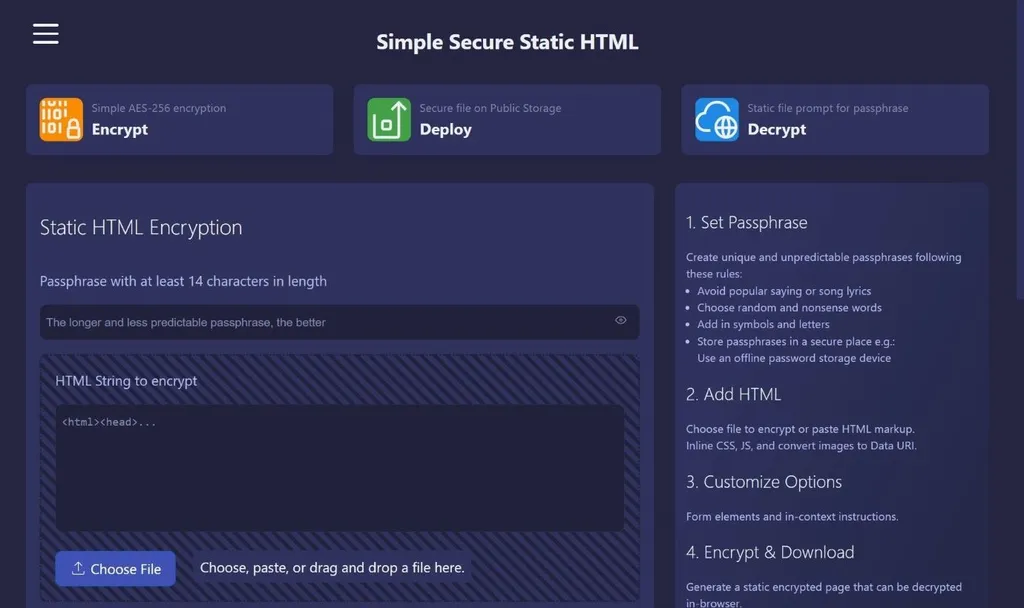 Simple Secure Static HTML
Simple AES-256 encryption
Encrypt
Secure file on Public Storage
Deploy
Static file prompt for passphrase
Decrypt
Static HTML Encryption
Passphrase with at least 14 characters in length
The longer and less predictable passphrase, the better
HTML String to encrypt
<html><head>...
Choose File
Choose, paste, or drag and drop a file here.
1. Set Passphrase
Create unique and unpredictable passphrases following
these rules:
• Avoid popular saying or song lyrics
• Choose random and nonsense words
• Add in symbols and letters
• Store passphrases in a secure place e.g.:
Use an offline password storage device
2. Add HTML
Choose file to encrypt or paste HTML markup.
Inline CSS, JS, and convert images to Data URI.
3. Customize Options
Form elements and in-context instructions.
4. Encrypt & Download
Generate a static encrypted page that can be decrypted
in-browser.